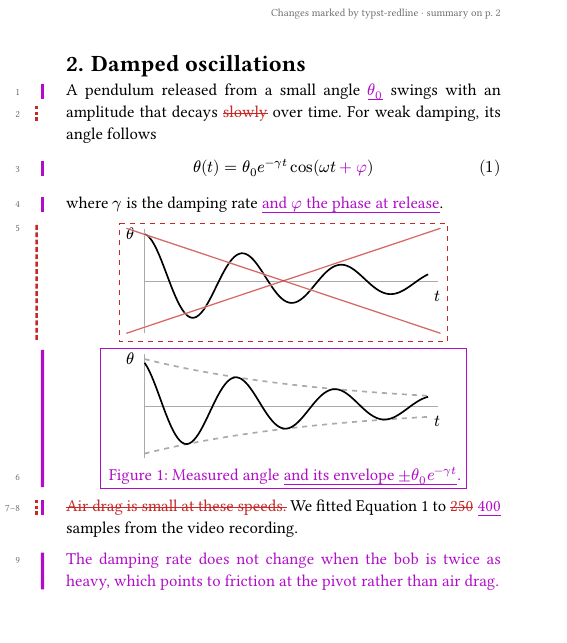 Changes marked by typst-redline · summary on p. 2
2. Damped oscillations
1 A pendulum released from a small angle θ₀ swings with an
2 amplitude that decays slowly over time. For weak damping, its
angle follows
3 θ(t) = θ₀e^{−γt} cos(ωt + φ) (1)
4 where γ is the damping rate and φ the phase at release.
5
θ
t
θ
t
6 Figure 1: Measured angle and its envelope ±θ₀e^{−γt}.
7–8 Air drag is small at these speeds. We fitted Equation 1 to 250 400
samples from the video recording.
9 The damping rate does not change when the bob is twice as
heavy, which points to friction at the pivot rather than air drag.